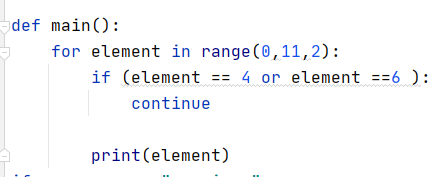 def main():
    for element in range(0,11,2):
        if (element == 4 or element ==6 ):
            continue

        print(element)